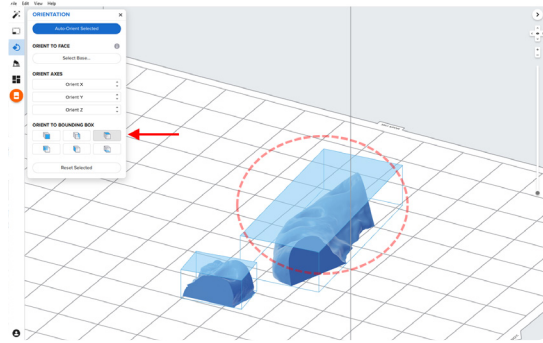 File Edit View Help
ORIENTATION
Auto-Orient Selected
ORIENT TO FACE
Select Base...
ORIENT AXES
Orient X
Orient Y
Orient Z
ORIENT TO BOUNDING BOX
Reset Selected